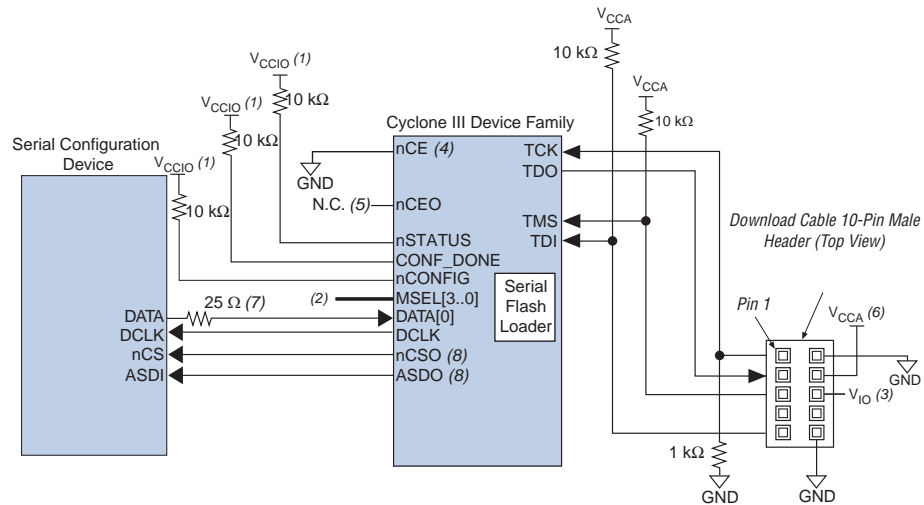 V_CCA
10 kΩ
V_CCIO (1)
10 kΩ
V_CCA
10 kΩ
V_CCIO (1)
10 kΩ
Cyclone III Device Family
Serial Configuration
Device
V_CCIO (1)
10 kΩ
nCE (4)
GND
N.C. (5)
nCEO
nSTATUS
CONF_DONE
nCONFIG
(2)
MSEL[3..0]
DATA[0]
DCLK
nCSO (8)
ASDO (8)
TCK
TDO
TMS
TDI
Serial
Flash
Loader
DATA
25 Ω (7)
DCLK
nCS
ASDI
Download Cable 10-Pin Male
Header (Top View)
Pin 1
V_CCA (6)
GND
V_IO (3)
1 kΩ
GND
GND